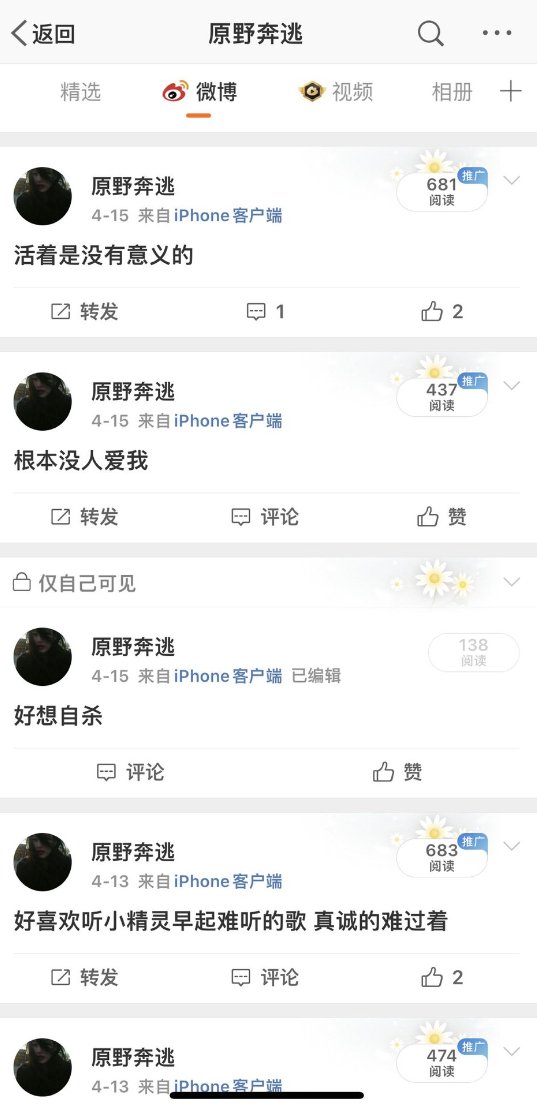 返回
原野奔逃
精选
微博
视频
相册
原野奔逃
681
推广
阅读
4-15 来自iPhone客户端
活着是没有意义的
转发
1
2
原野奔逃
437
推广
阅读
4-15 来自iPhone客户端
根本没人爱我
转发
评论
赞
仅自己可见
原野奔逃
138
阅读
4-15 来自iPhone客户端 已编辑
好想自杀
评论
赞
原野奔逃
683
推广
阅读
4-13 来自iPhone客户端
好喜欢听小精灵早起难听的歌 真诚的难过着
转发
评论
2
原野奔逃
474
推广
阅读
4-13 来自iPhone客户端